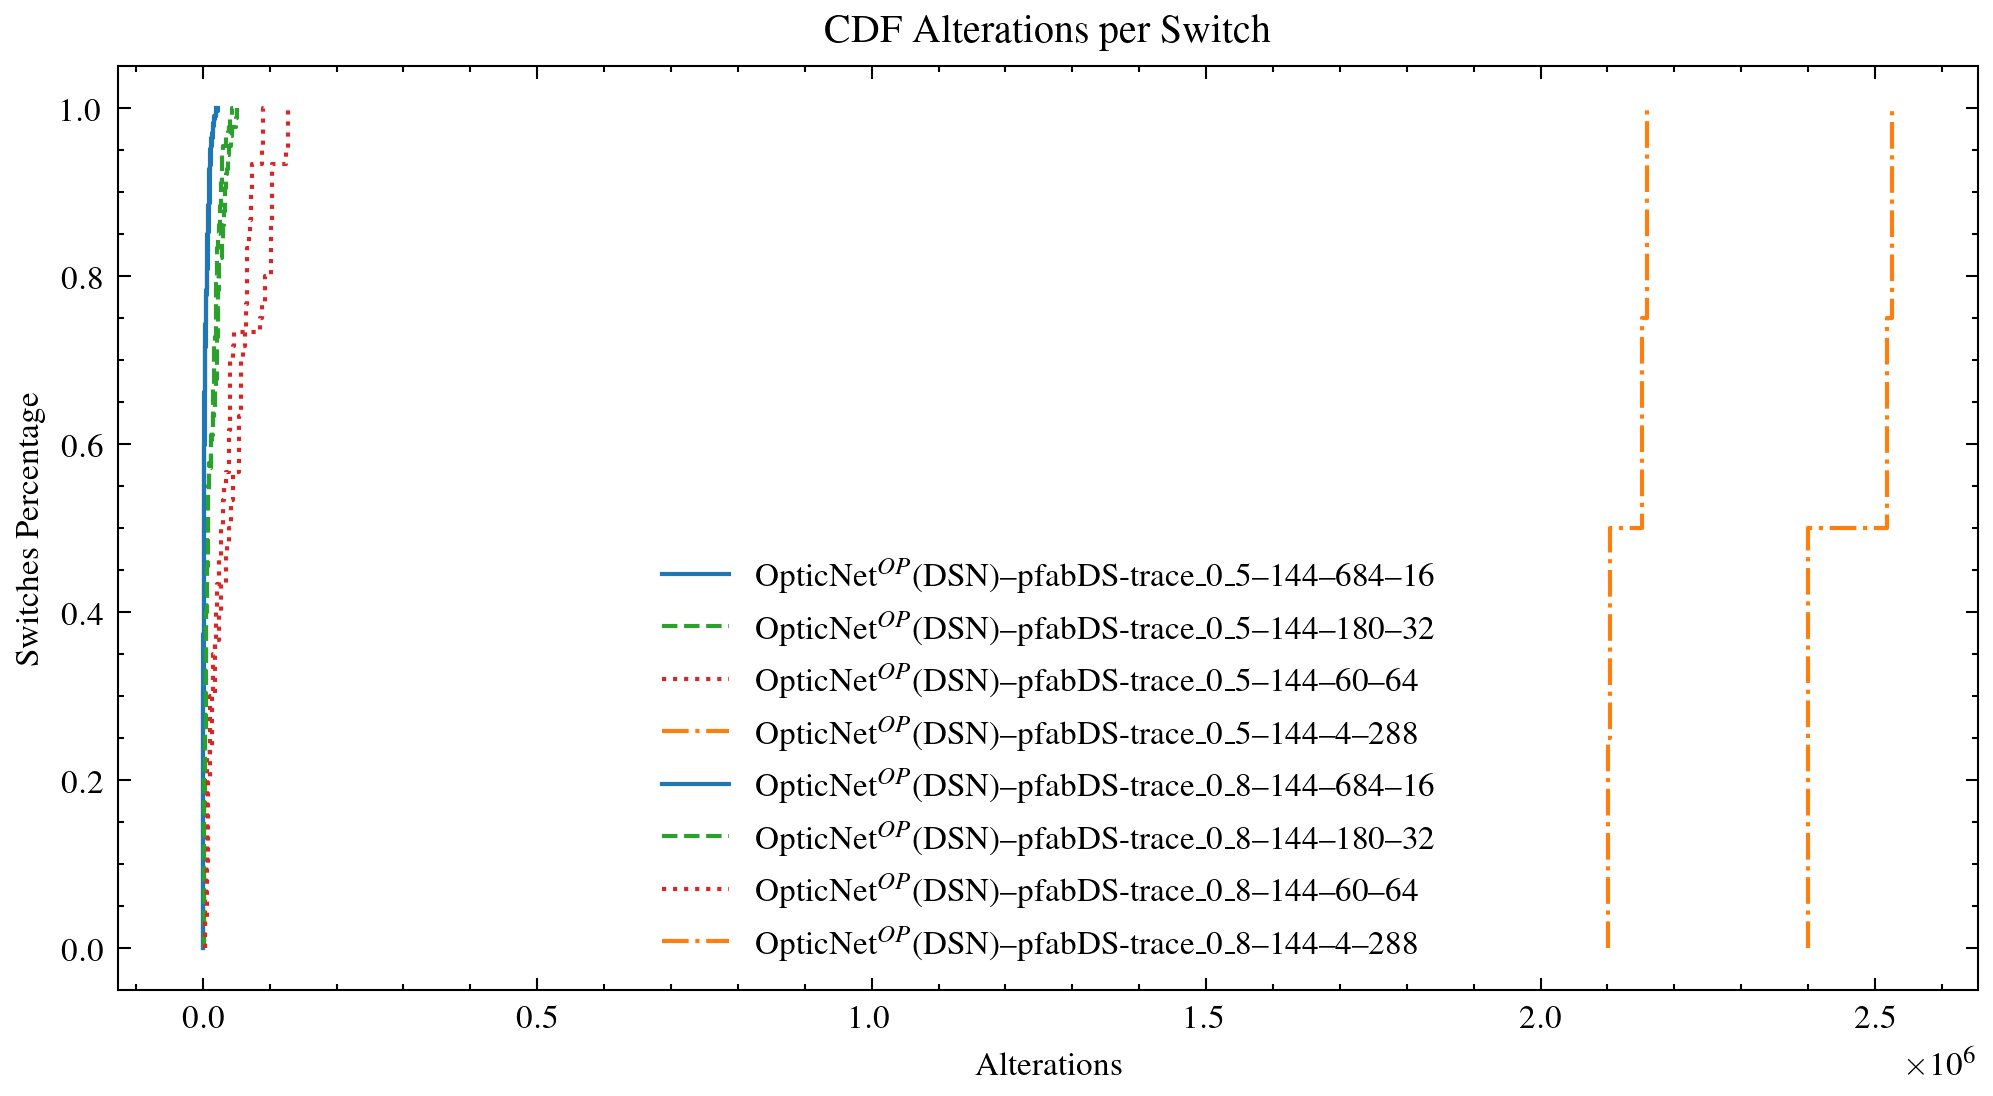 CDF Alterations per Switch
1.0
0.8
0.6
0.4
0.2
0.0
Switches Percentage
OpticNet^{OP}(DSN)–pfabDS-trace_0_5–144–684–16
OpticNet^{OP}(DSN)–pfabDS-trace_0_5–144–180–32
OpticNet^{OP}(DSN)–pfabDS-trace_0_5–144–60–64
OpticNet^{OP}(DSN)–pfabDS-trace_0_5–144–4–288
OpticNet^{OP}(DSN)–pfabDS-trace_0_8–144–684–16
OpticNet^{OP}(DSN)–pfabDS-trace_0_8–144–180–32
OpticNet^{OP}(DSN)–pfabDS-trace_0_8–144–60–64
OpticNet^{OP}(DSN)–pfabDS-trace_0_8–144–4–288
0.0 0.5 1.0 1.5 2.0 2.5
Alterations
×10^6